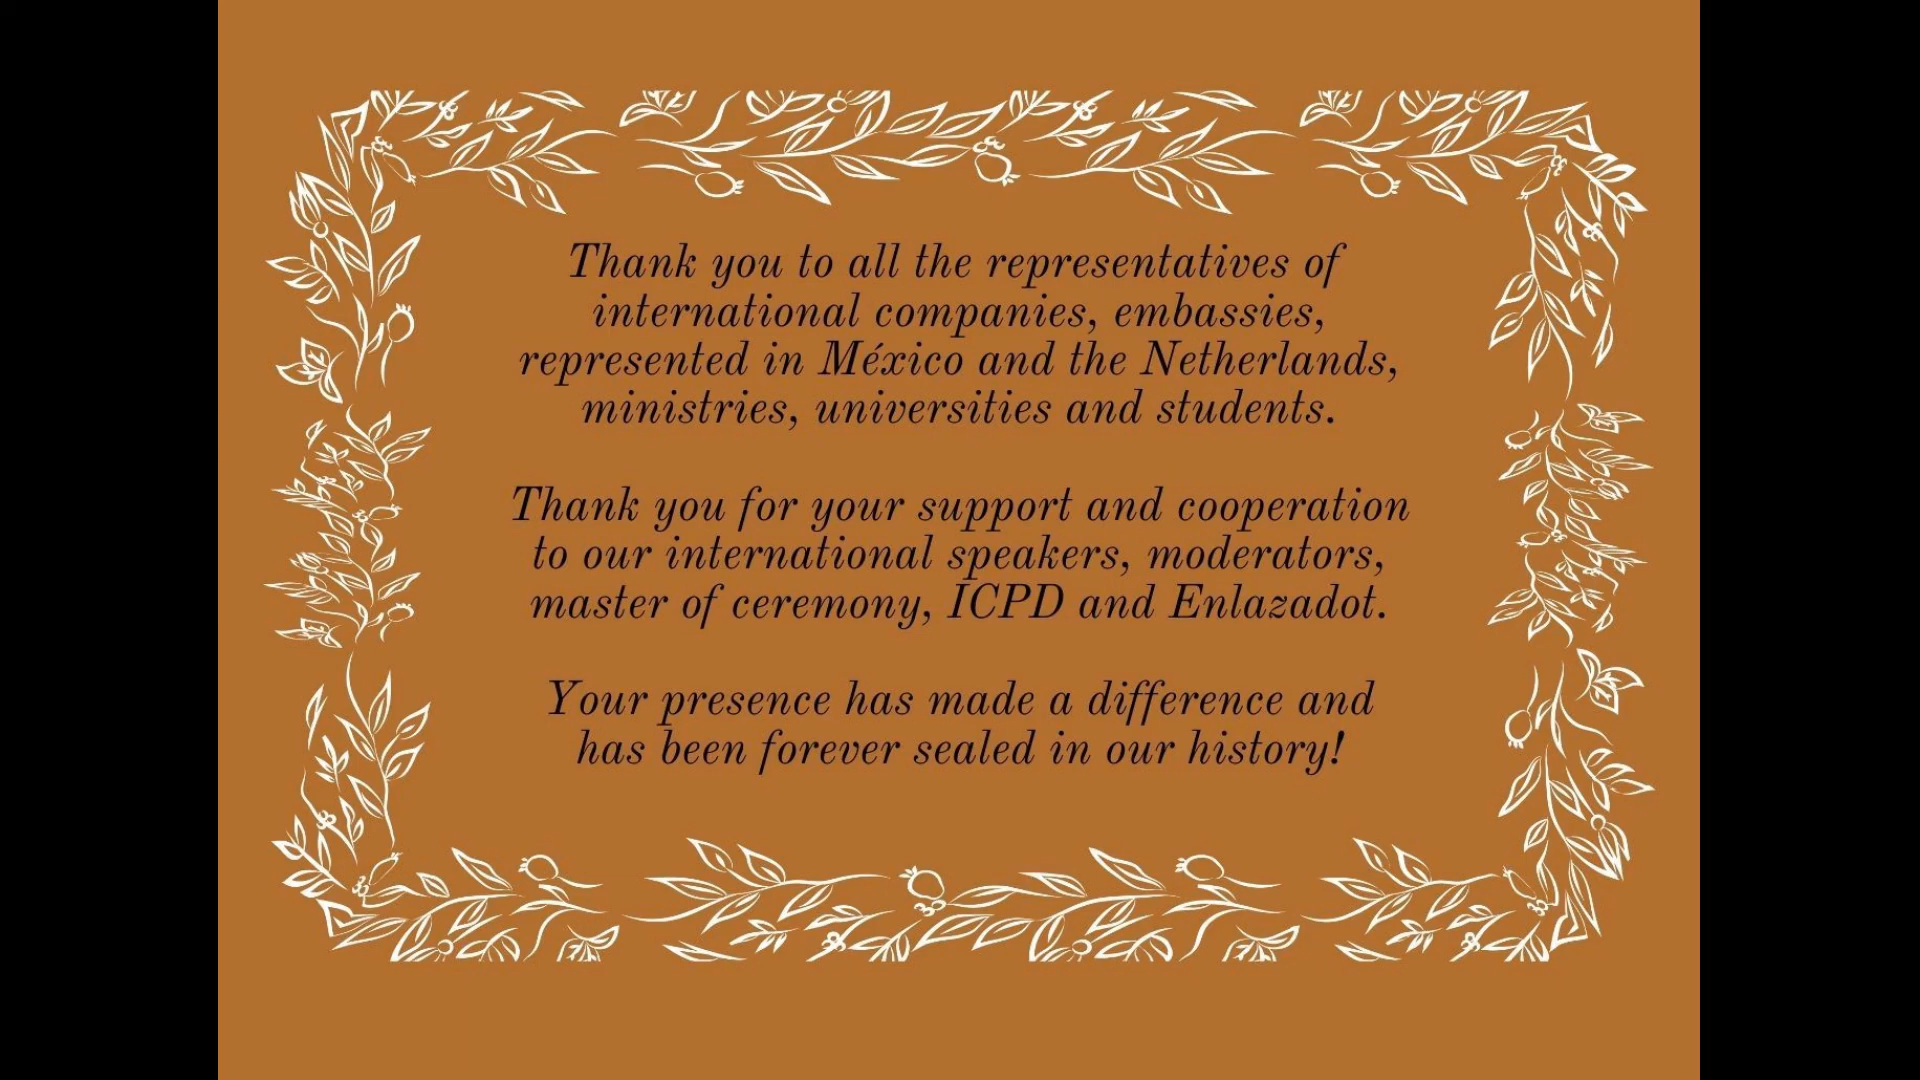 Thank you to all the representatives of
international companies, embassies,
represented in México and the Netherlands,
ministries, universities and students.
Thank you for your support and cooperation
to our international speakers, moderators,
master of ceremony, ICPD and Enlazadot.
Your presence has made a difference and
has been forever sealed in our history!